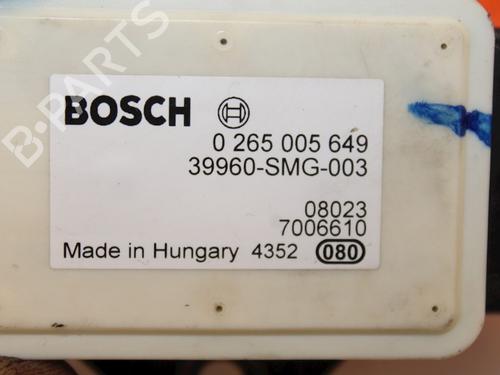 B-PARTS
BOSCH
0 265 005 649
39960-SMG-003
08023
7006610
Made in Hungary 4352 080